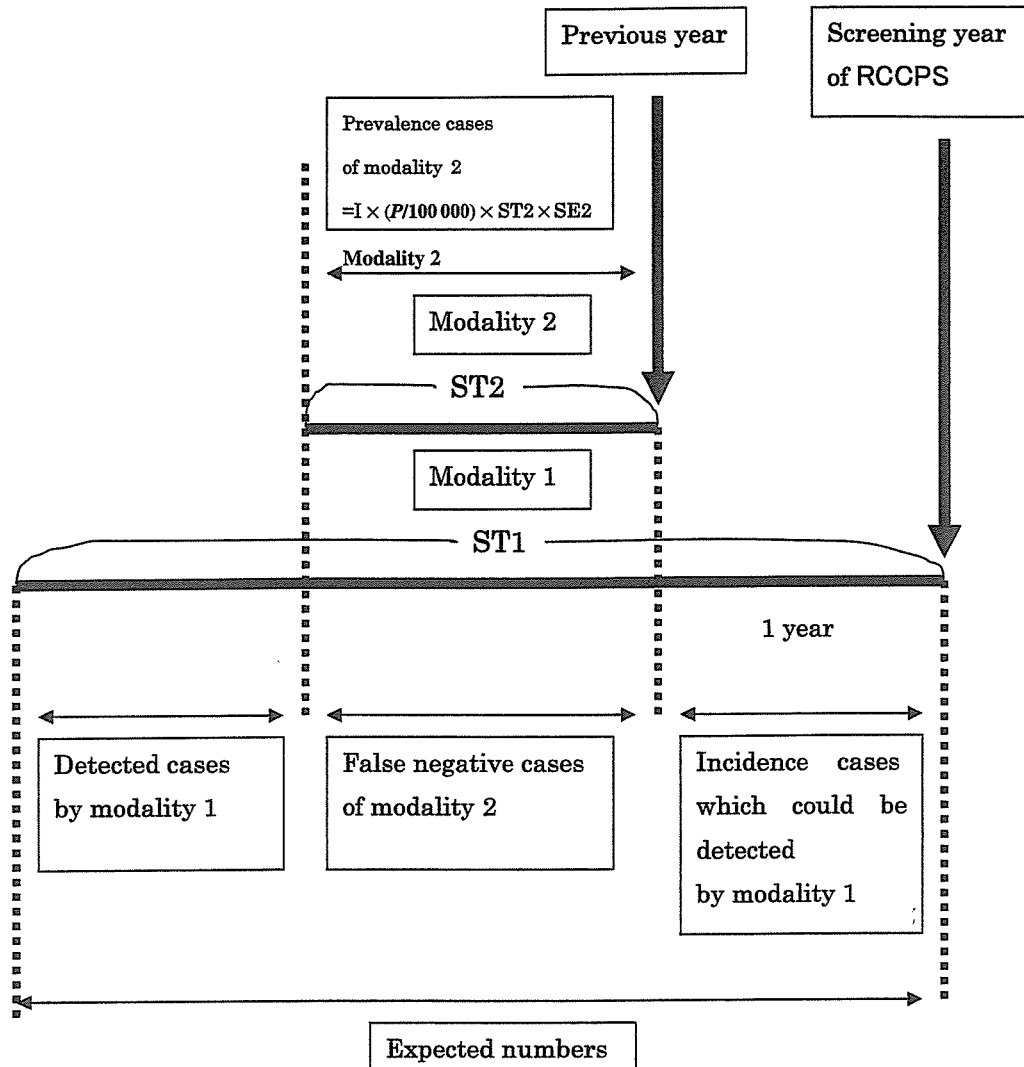 Previous year
Screening year
of RCCPS
Prevalence cases
of modality 2
=I × (P/100 000) × ST2 × SE2
Modality 2
Modality 2
ST2
Modality 1
ST1
1 year
Detected cases
by modality 1
False negative cases
of modality 2
Incidence cases
which could be
detected
by modality 1
Expected numbers